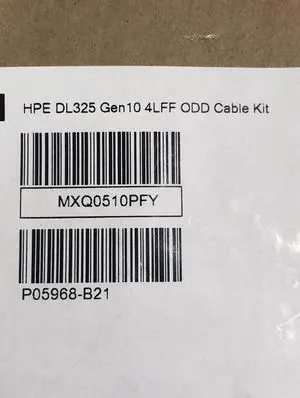 HPE DL325 Gen10 4LFF ODD Cable Kit
MXQ0510PFY
P05968-B21